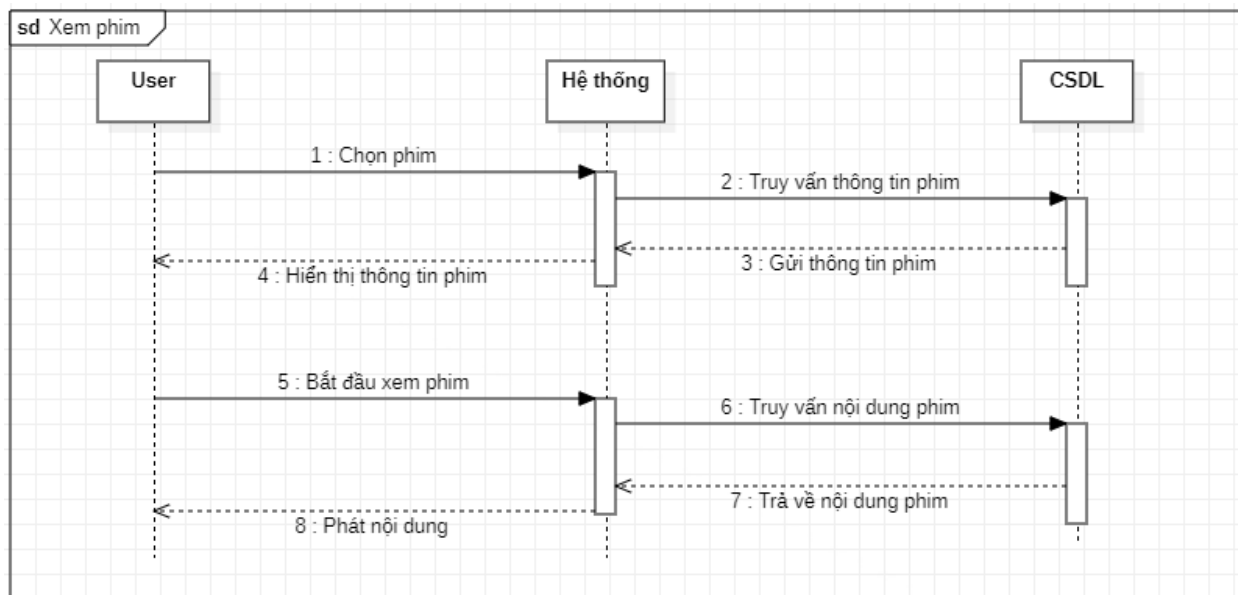 sd Xem phim
User
Hệ thống
CSDL
1 : Chọn phim
2 : Truy vấn thông tin phim
3 : Gửi thông tin phim
4 : Hiển thị thông tin phim
5 : Bắt đầu xem phim
6 : Truy vấn nội dung phim
7 : Trả về nội dung phim
8 : Phát nội dung